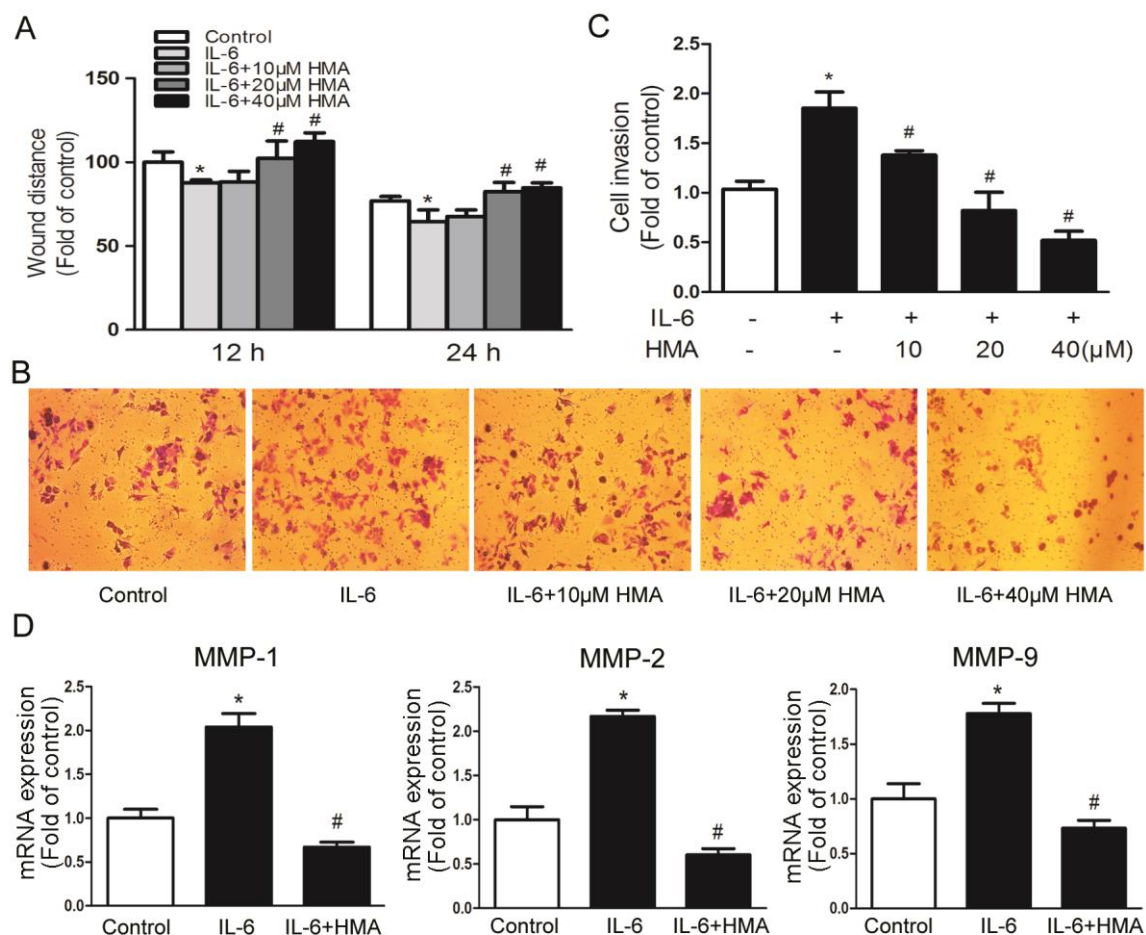 A
Control
IL-6
IL-6+10µM HMA
IL-6+20µM HMA
IL-6+40µM HMA
Wound distance
(Fold of control)
150
100
50
0
*
#
#
*
#
#
12 h
24 h
C
Cell invasion
(Fold of control)
2.5
2.0
1.5
1.0
0.5
0.0
*
#
#
#
IL-6 - + + + +
HMA - - 10 20 40(µM)
B
Control
IL-6
IL-6+10µM HMA
IL-6+20µM HMA
IL-6+40µM HMA
D
MMP-1
mRNA expression
(Fold of control)
2.5
2.0
1.5
1.0
0.5
0.0
*
#
Control IL-6 IL-6+HMA
MMP-2
mRNA expression
(Fold of control)
2.5
2.0
1.5
1.0
0.5
0.0
*
#
Control IL-6 IL-6+HMA
MMP-9
mRNA expression
(Fold of control)
2.0
1.5
1.0
0.5
0.0
*
#
Control IL-6 IL-6+HMA